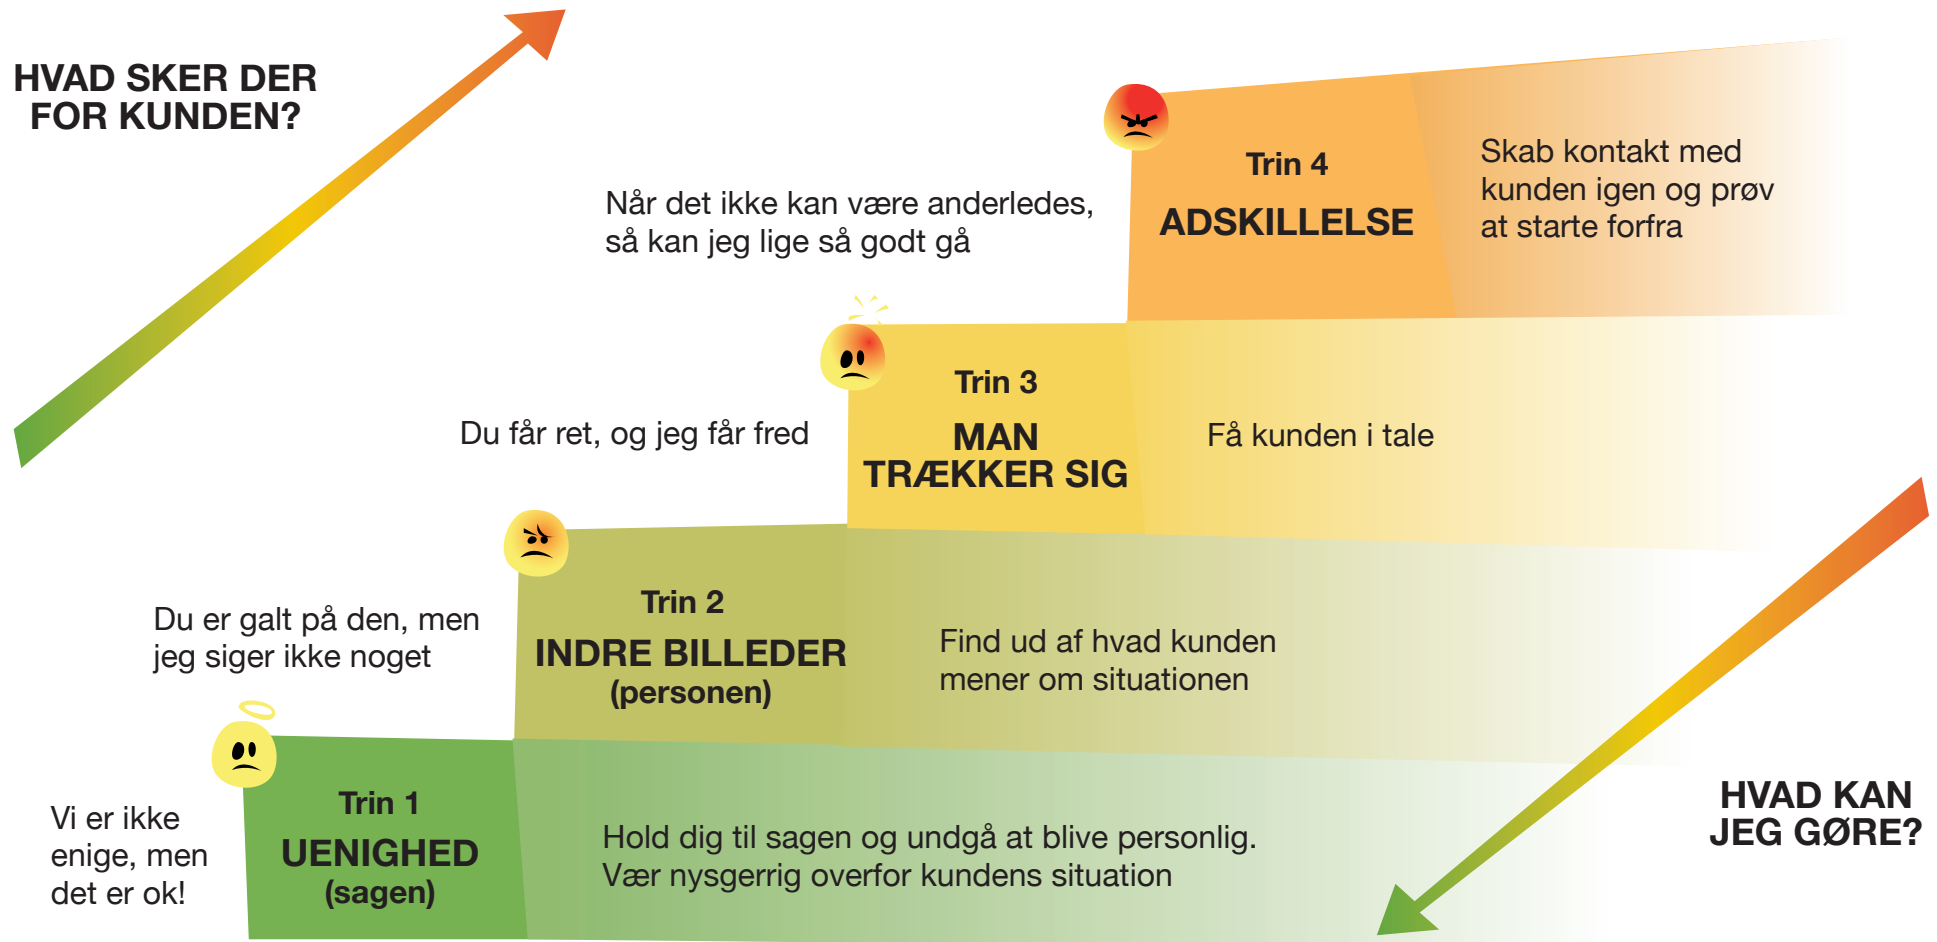 HVAD SKER DER
FOR KUNDEN?
Trin 4
ADSKILLELSE
Når det ikke kan være anderledes,
så kan jeg lige så godt gå
Skab kontakt med
kunden igen og prøv
at starte forfra
Trin 3
MAN
TRÆKKER SIG
Du får ret, og jeg får fred
Få kunden i tale
Trin 2
INDRE BILLEDER
(personen)
Du er galt på den, men
jeg siger ikke noget
Find ud af hvad kunden
mener om situationen
Trin 1
UENIGHED
(sagen)
Vi er ikke
enige, men
det er ok!
Hold dig til sagen og undgå at blive personlig.
Vær nysgerrig overfor kundens situation
HVAD KAN
JEG GØRE?